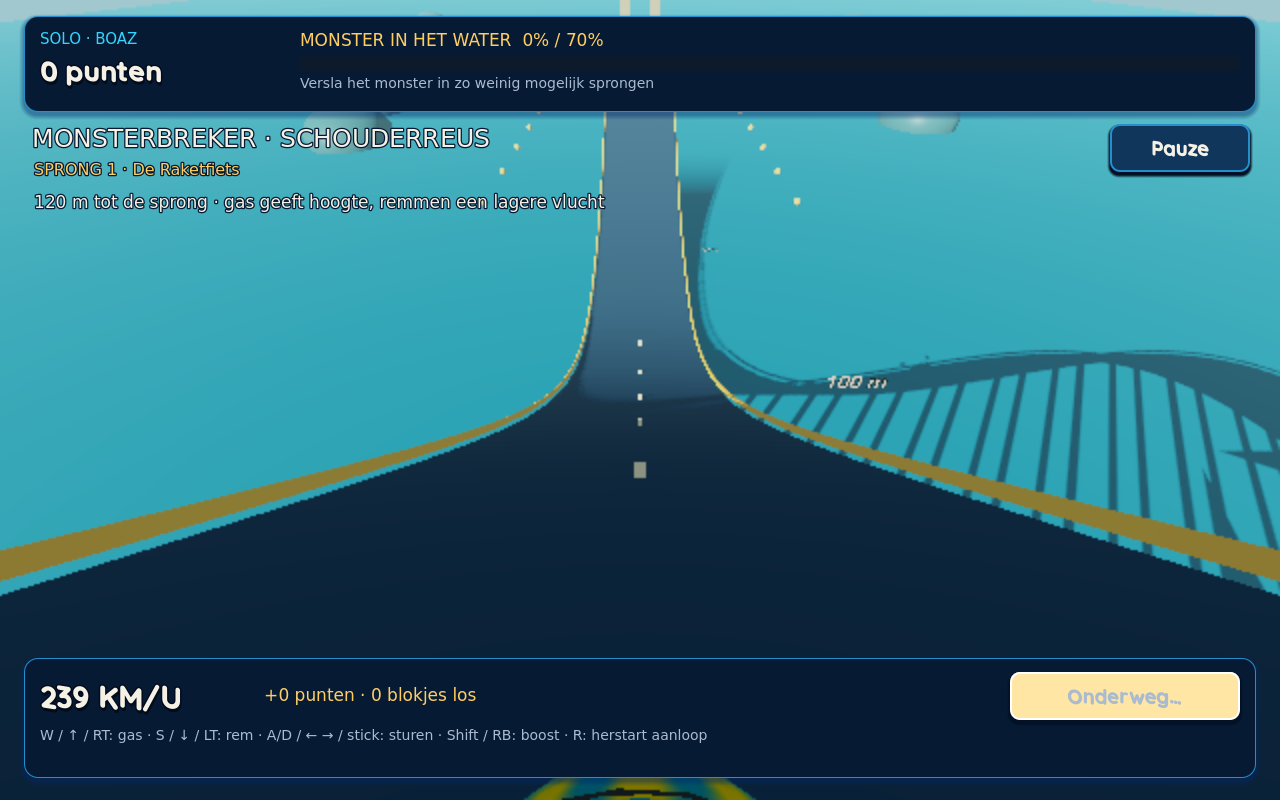 SOLO · BOAZ
0 punten
MONSTER IN HET WATER 0% / 70%
Versla het monster in zo weinig mogelijk sprongen
MONSTERBREKER · SCHOUDERREUS
SPRONG 1 · De Raketfiets
120 m tot de sprong · gas geeft hoogte, remmen een lagere vlucht
Pauze
100
239 KM/U
+0 punten · 0 blokjes los
Onderweg...
W / ↑ / RT: gas · S / ↓ / LT: rem · A/D / ← → / stick: sturen · Shift / RB: boost · R: herstart aanloop